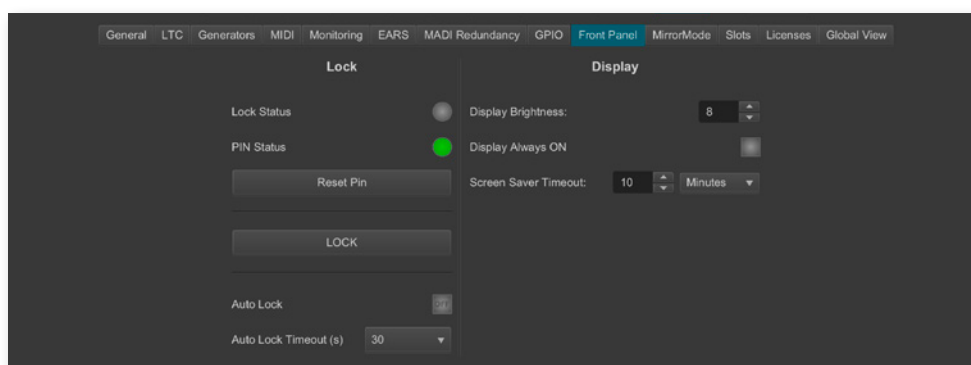 General LTC Generators MIDI Monitoring EARS MADI Redundancy GPIO Front Panel MirrorMode Slots Licenses Global View
Lock
Lock Status
PIN Status
Reset Pin
LOCK
Auto Lock OFF
Auto Lock Timeout (s) 30
Display
Display Brightness: 8
Display Always ON
Screen Saver Timeout: 10 Minutes